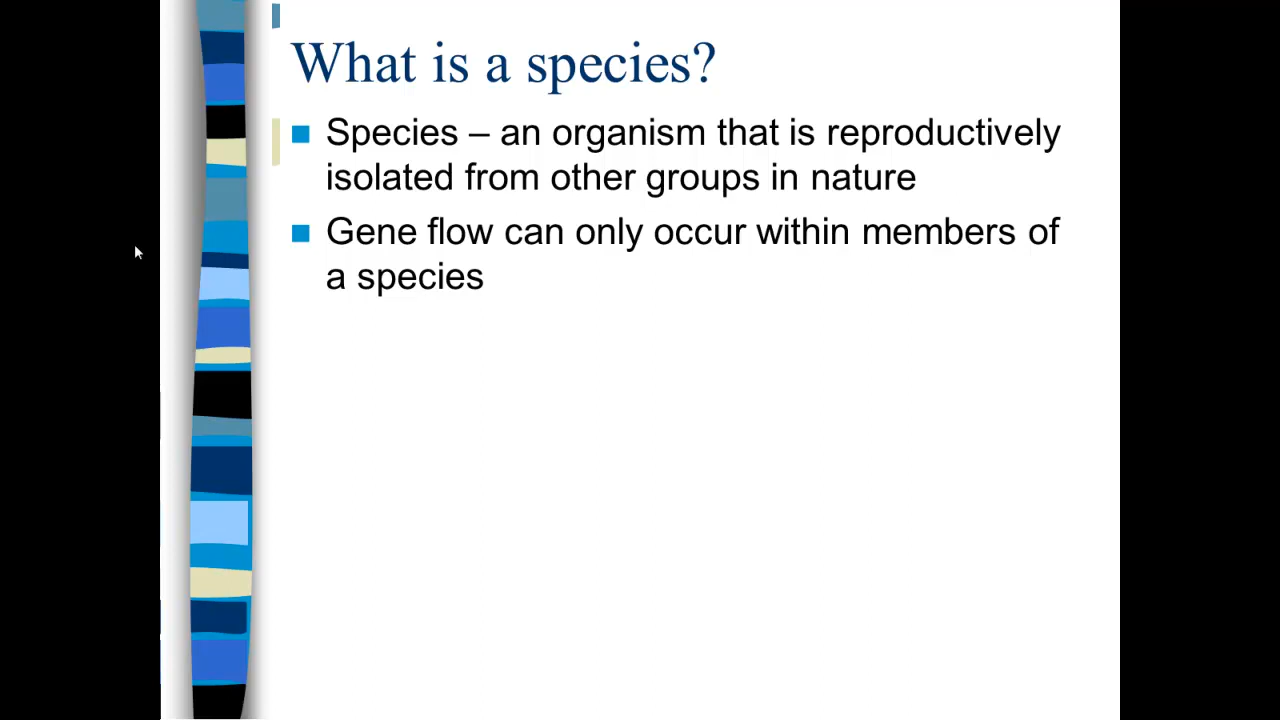 What is a species?
Species – an organism that is reproductively
isolated from other groups in nature
Gene flow can only occur within members of
a species